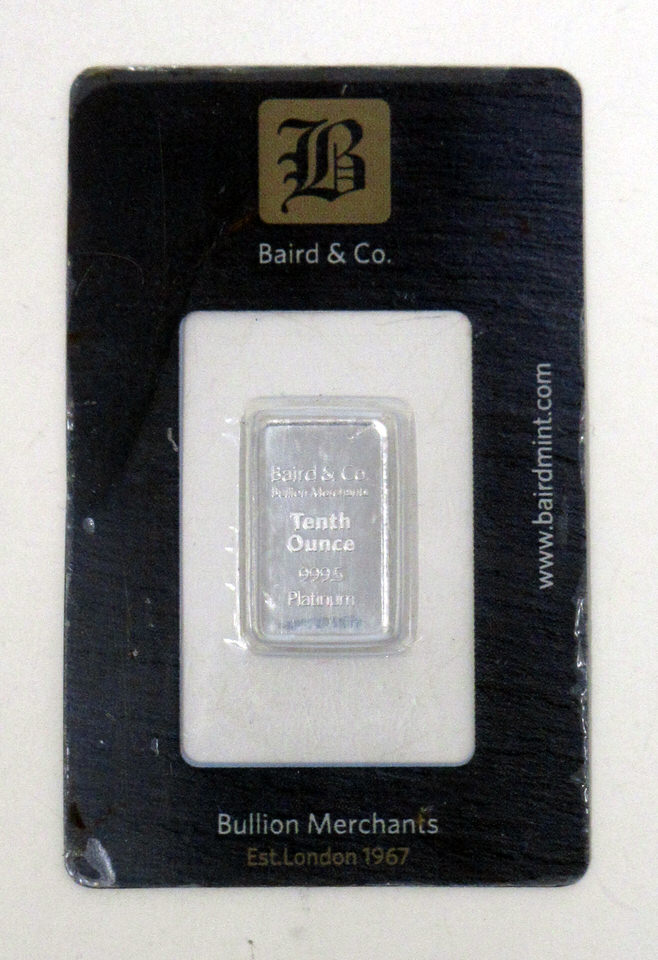 B
Baird & Co.
Baird & Co.
Bullion Merchants
Tenth
Ounce
999.5
Platinum
www.bairdmint.com
Bullion Merchants
Est.London 1967